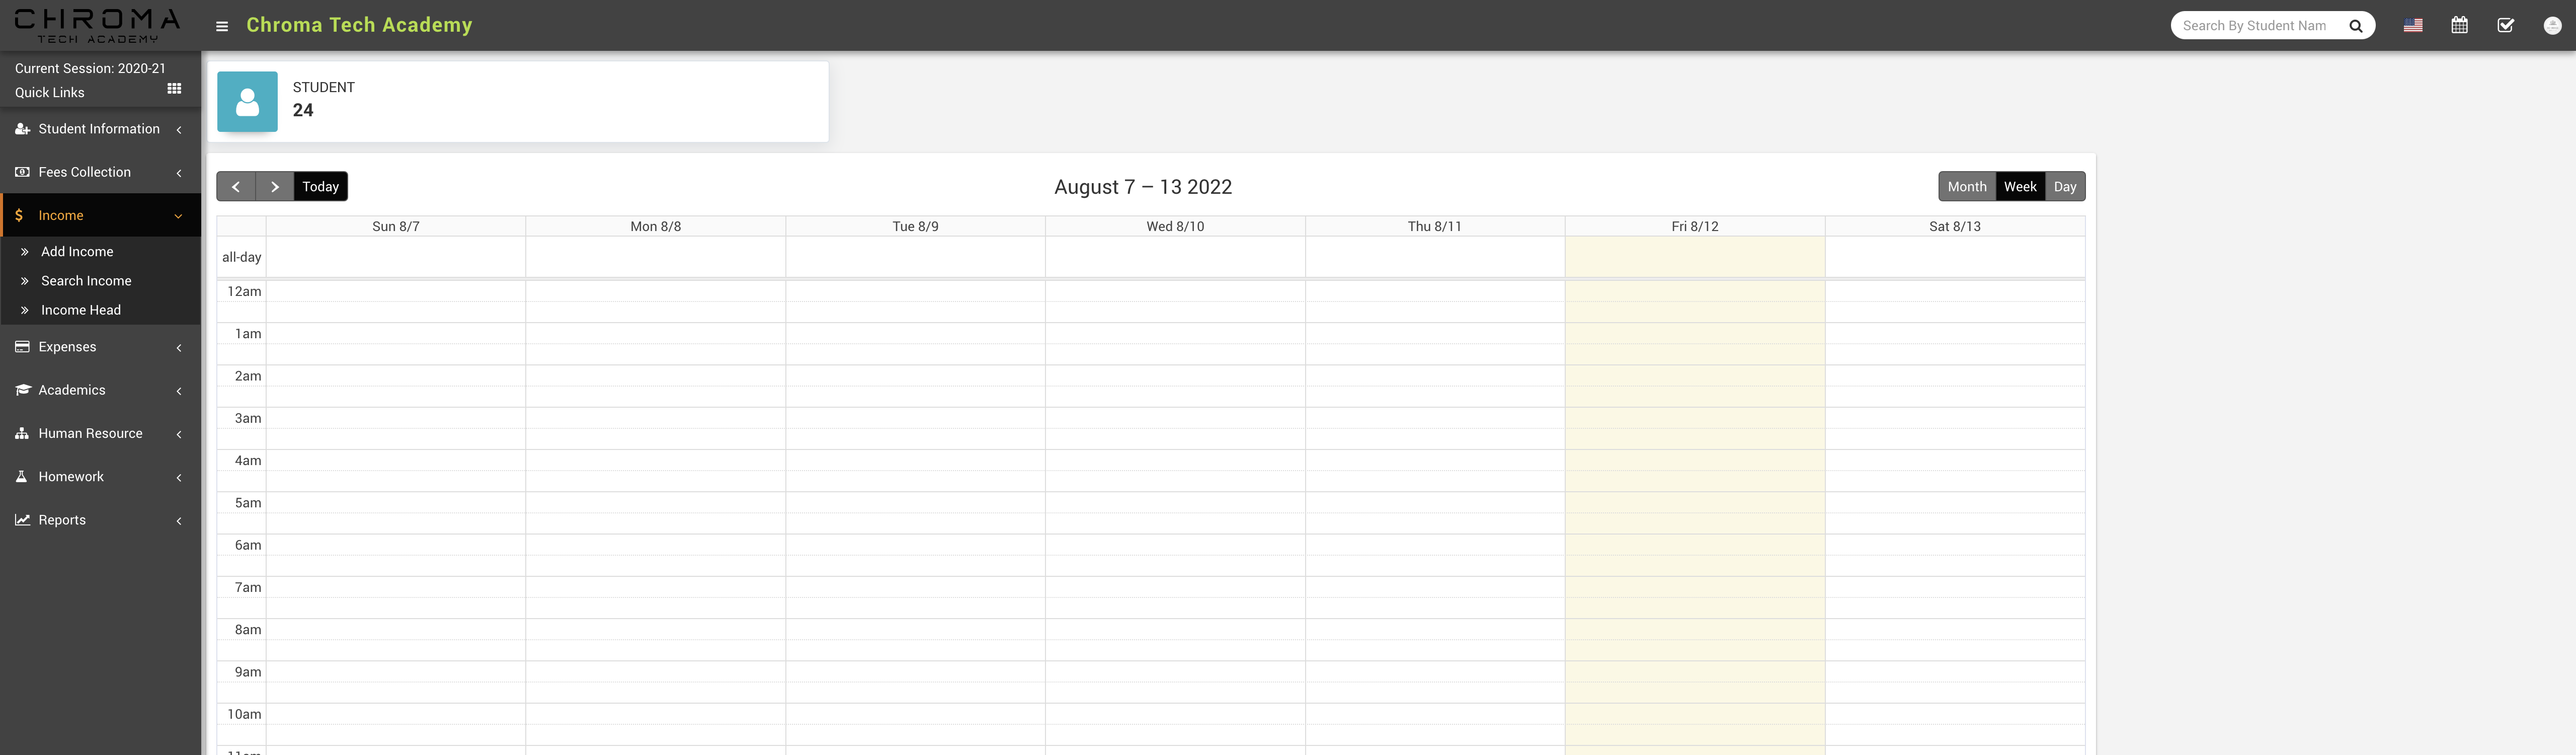 CHROMA
TECH ACADEMY
Chroma Tech Academy
Search By Student Nam
Current Session: 2020-21
Quick Links
Student Information
Fees Collection
Income
Add Income
Search Income
Income Head
Expenses
Academics
Human Resource
Homework
Reports
STUDENT
24
Today
August 7 – 13 2022
Month Week Day
Sun 8/7 Mon 8/8 Tue 8/9 Wed 8/10 Thu 8/11 Fri 8/12 Sat 8/13
all-day
12am
1am
2am
3am
4am
5am
6am
7am
8am
9am
10am
11am